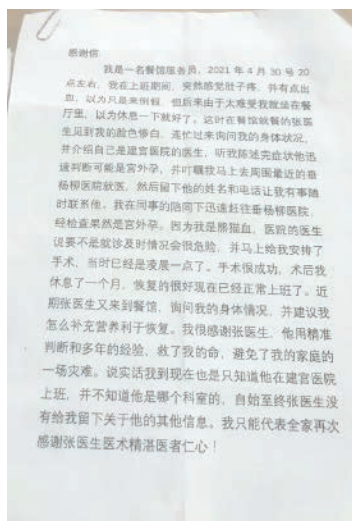 感谢信
我是一名餐馆服务员，2021 年 4 月 30 号 20
点左右，我在上班期间，突然感觉肚子疼，并有点出
血，以为只是来例假，但后来由于太难受我就坐在餐
厅里，以为休息一下就好了。这时在餐馆就餐的张医
生见到我的脸色惨白，连忙过来询问我的身体状况，
并介绍自己是建宫医院的医生，听我陈述完症状他迅
速判断可能是宫外孕，并叮嘱我马上去周围最近的垂
杨柳医院就医，然后留下他的姓名和电话让我有事随
时联系他。我在同事的陪同下迅速赶往垂杨柳医院，
经检查果然是宫外孕。因为我是熊猫血，医院的医生
说要不是就诊及时情况会很危险，并马上给我安排了
手术，当时已经是凌晨一点了。手术很成功，术后我
休息了一个月，恢复的很好现在已经正常上班了。近
期张医生又来到餐馆，询问我的身体情况，并建议我
怎么补充营养利于恢复。我很感谢张医生，他用精准
判断和多年的经验，救了我的命，避免了我的家庭的
一场灾难。说实话我到现在也是只知道他在建宫医院
上班，并不知道他是哪个科室的，自始至终张医生没
有给我留下关于他的其他信息。我只能代表全家再次
感谢张医生医术精湛医者仁心！